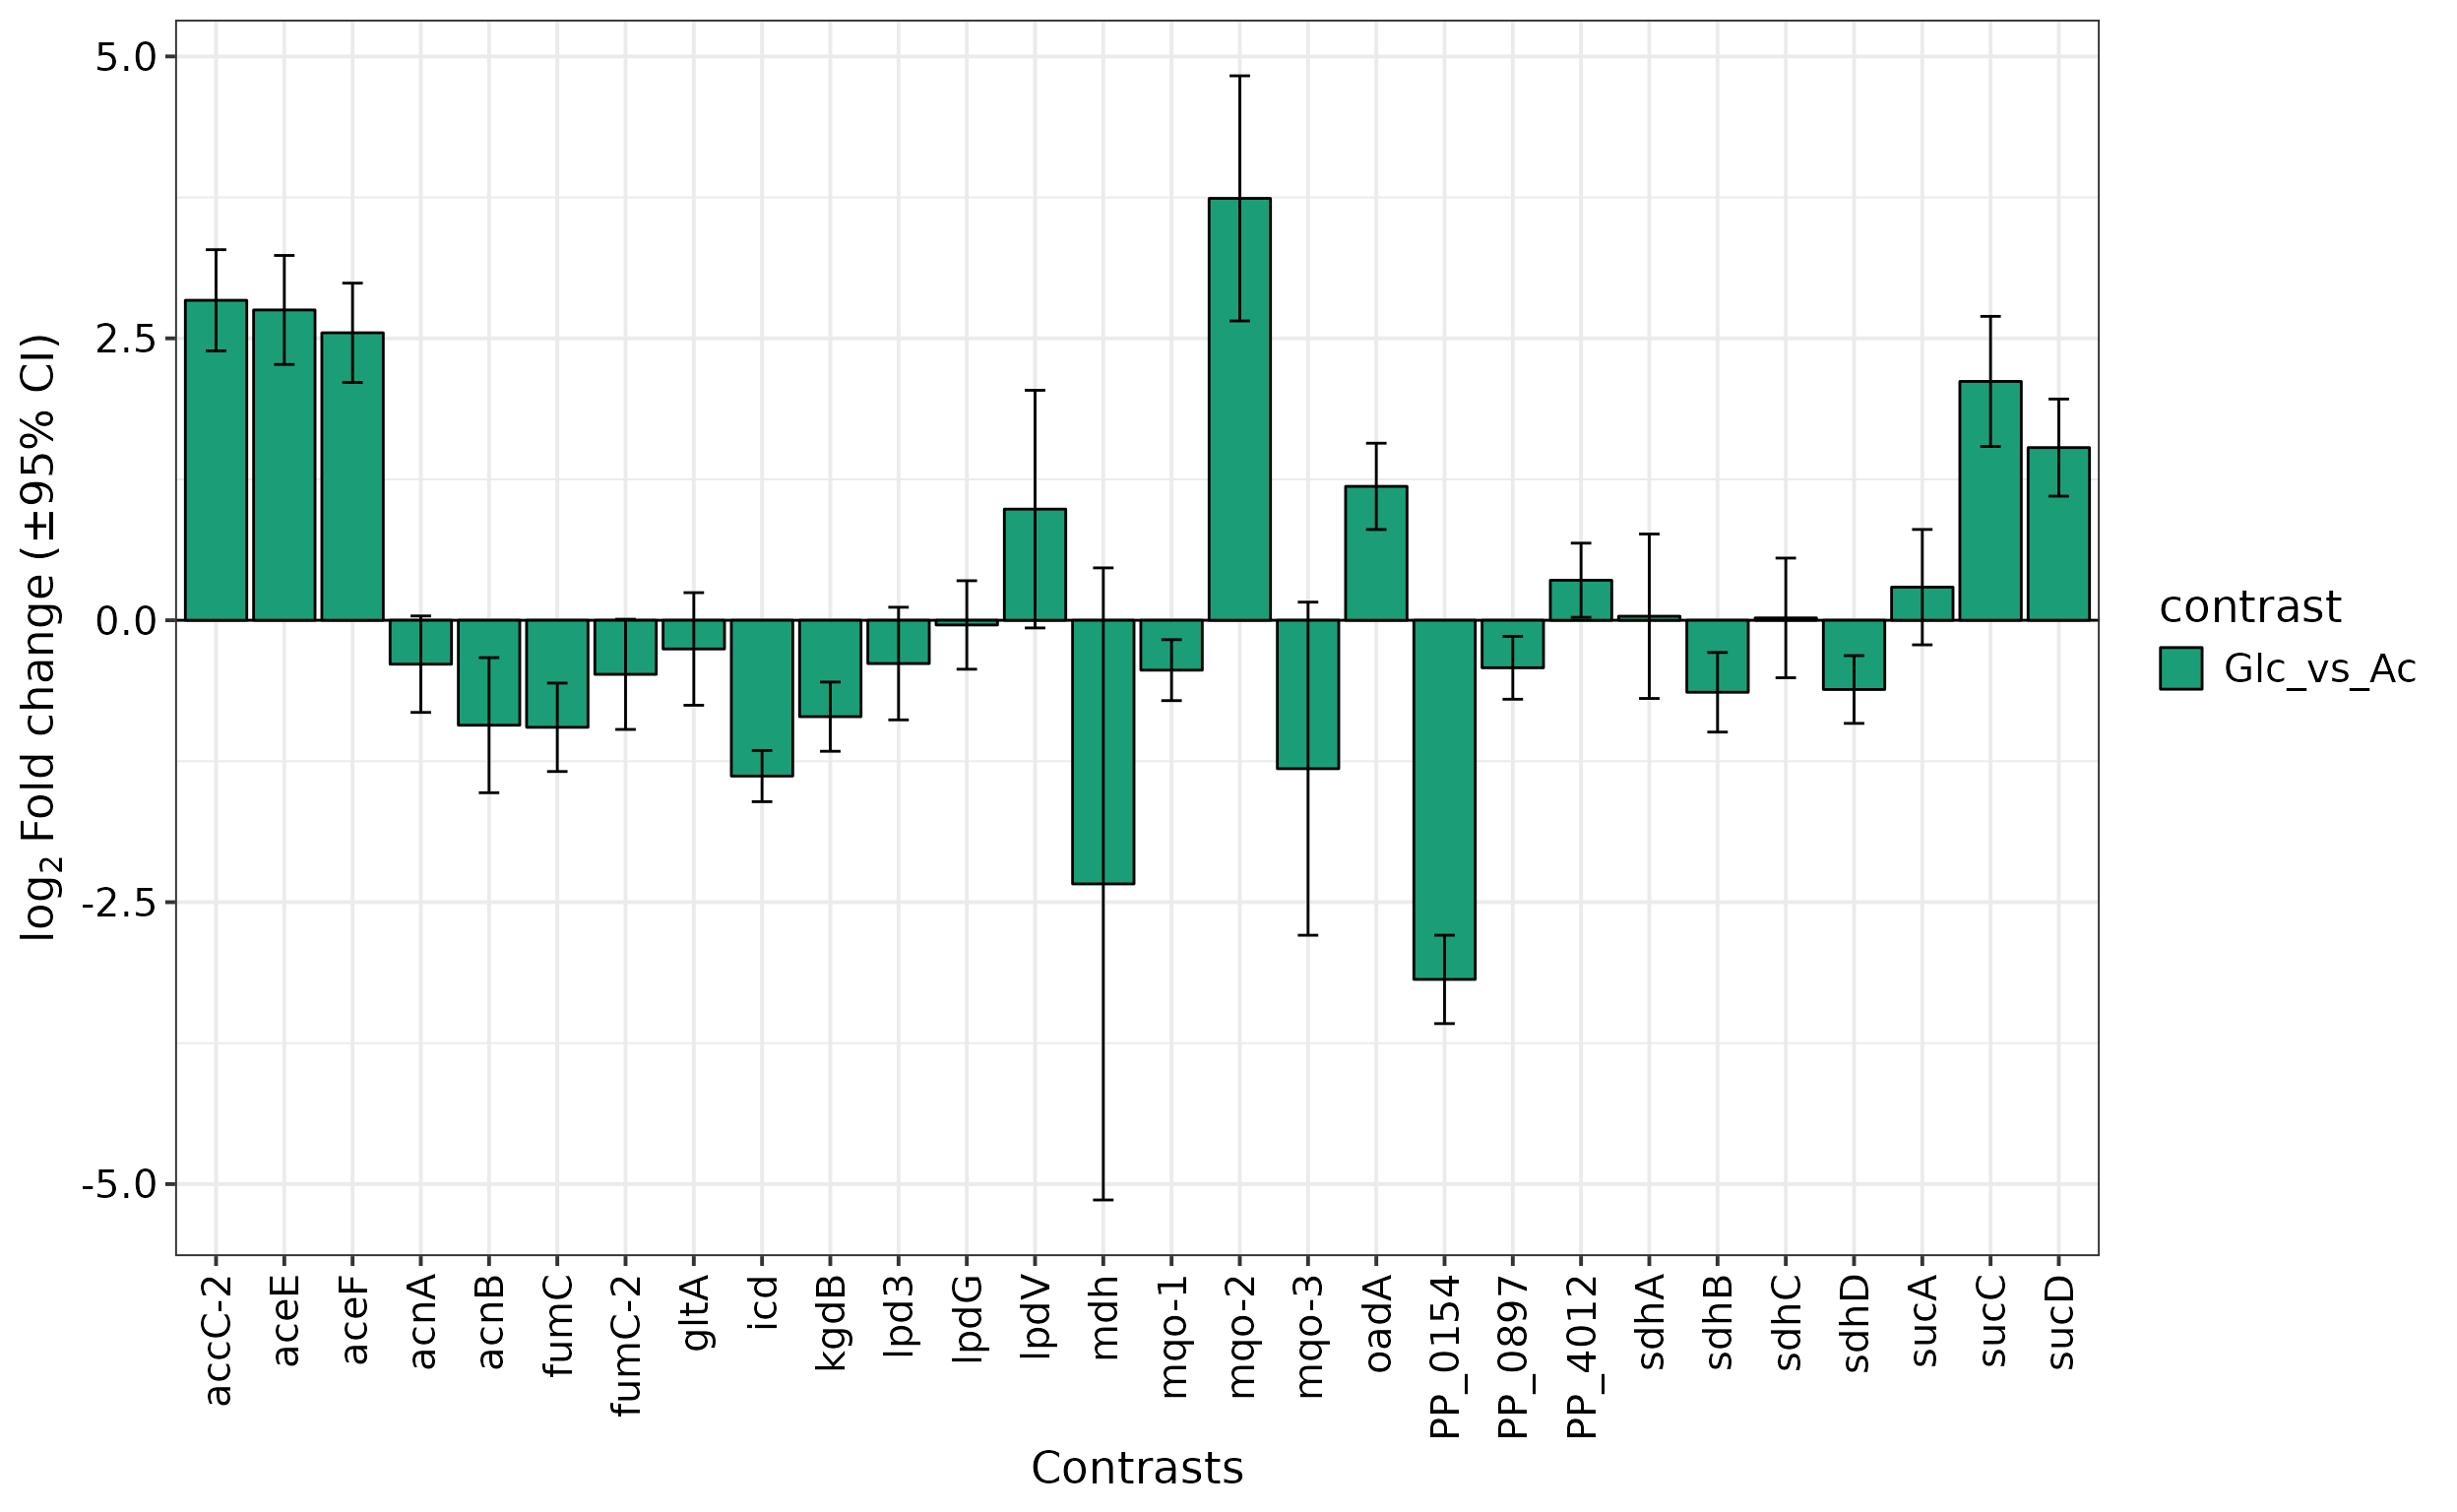 5.0
2.5
0.0
-2.5
-5.0
log2 Fold change (±95% CI)
accC-2
aceE
aceF
acnA
acnB
fumC
fumC-2
gltA
icd
kgdB
lpd3
lpdG
lpdV
mdh
mqo-1
mqo-2
mqo-3
oadA
PP_0154
PP_0897
PP_4012
sdhA
sdhB
sdhC
sdhD
sucA
sucC
sucD
Contrasts
contrast
Glc_vs_Ac